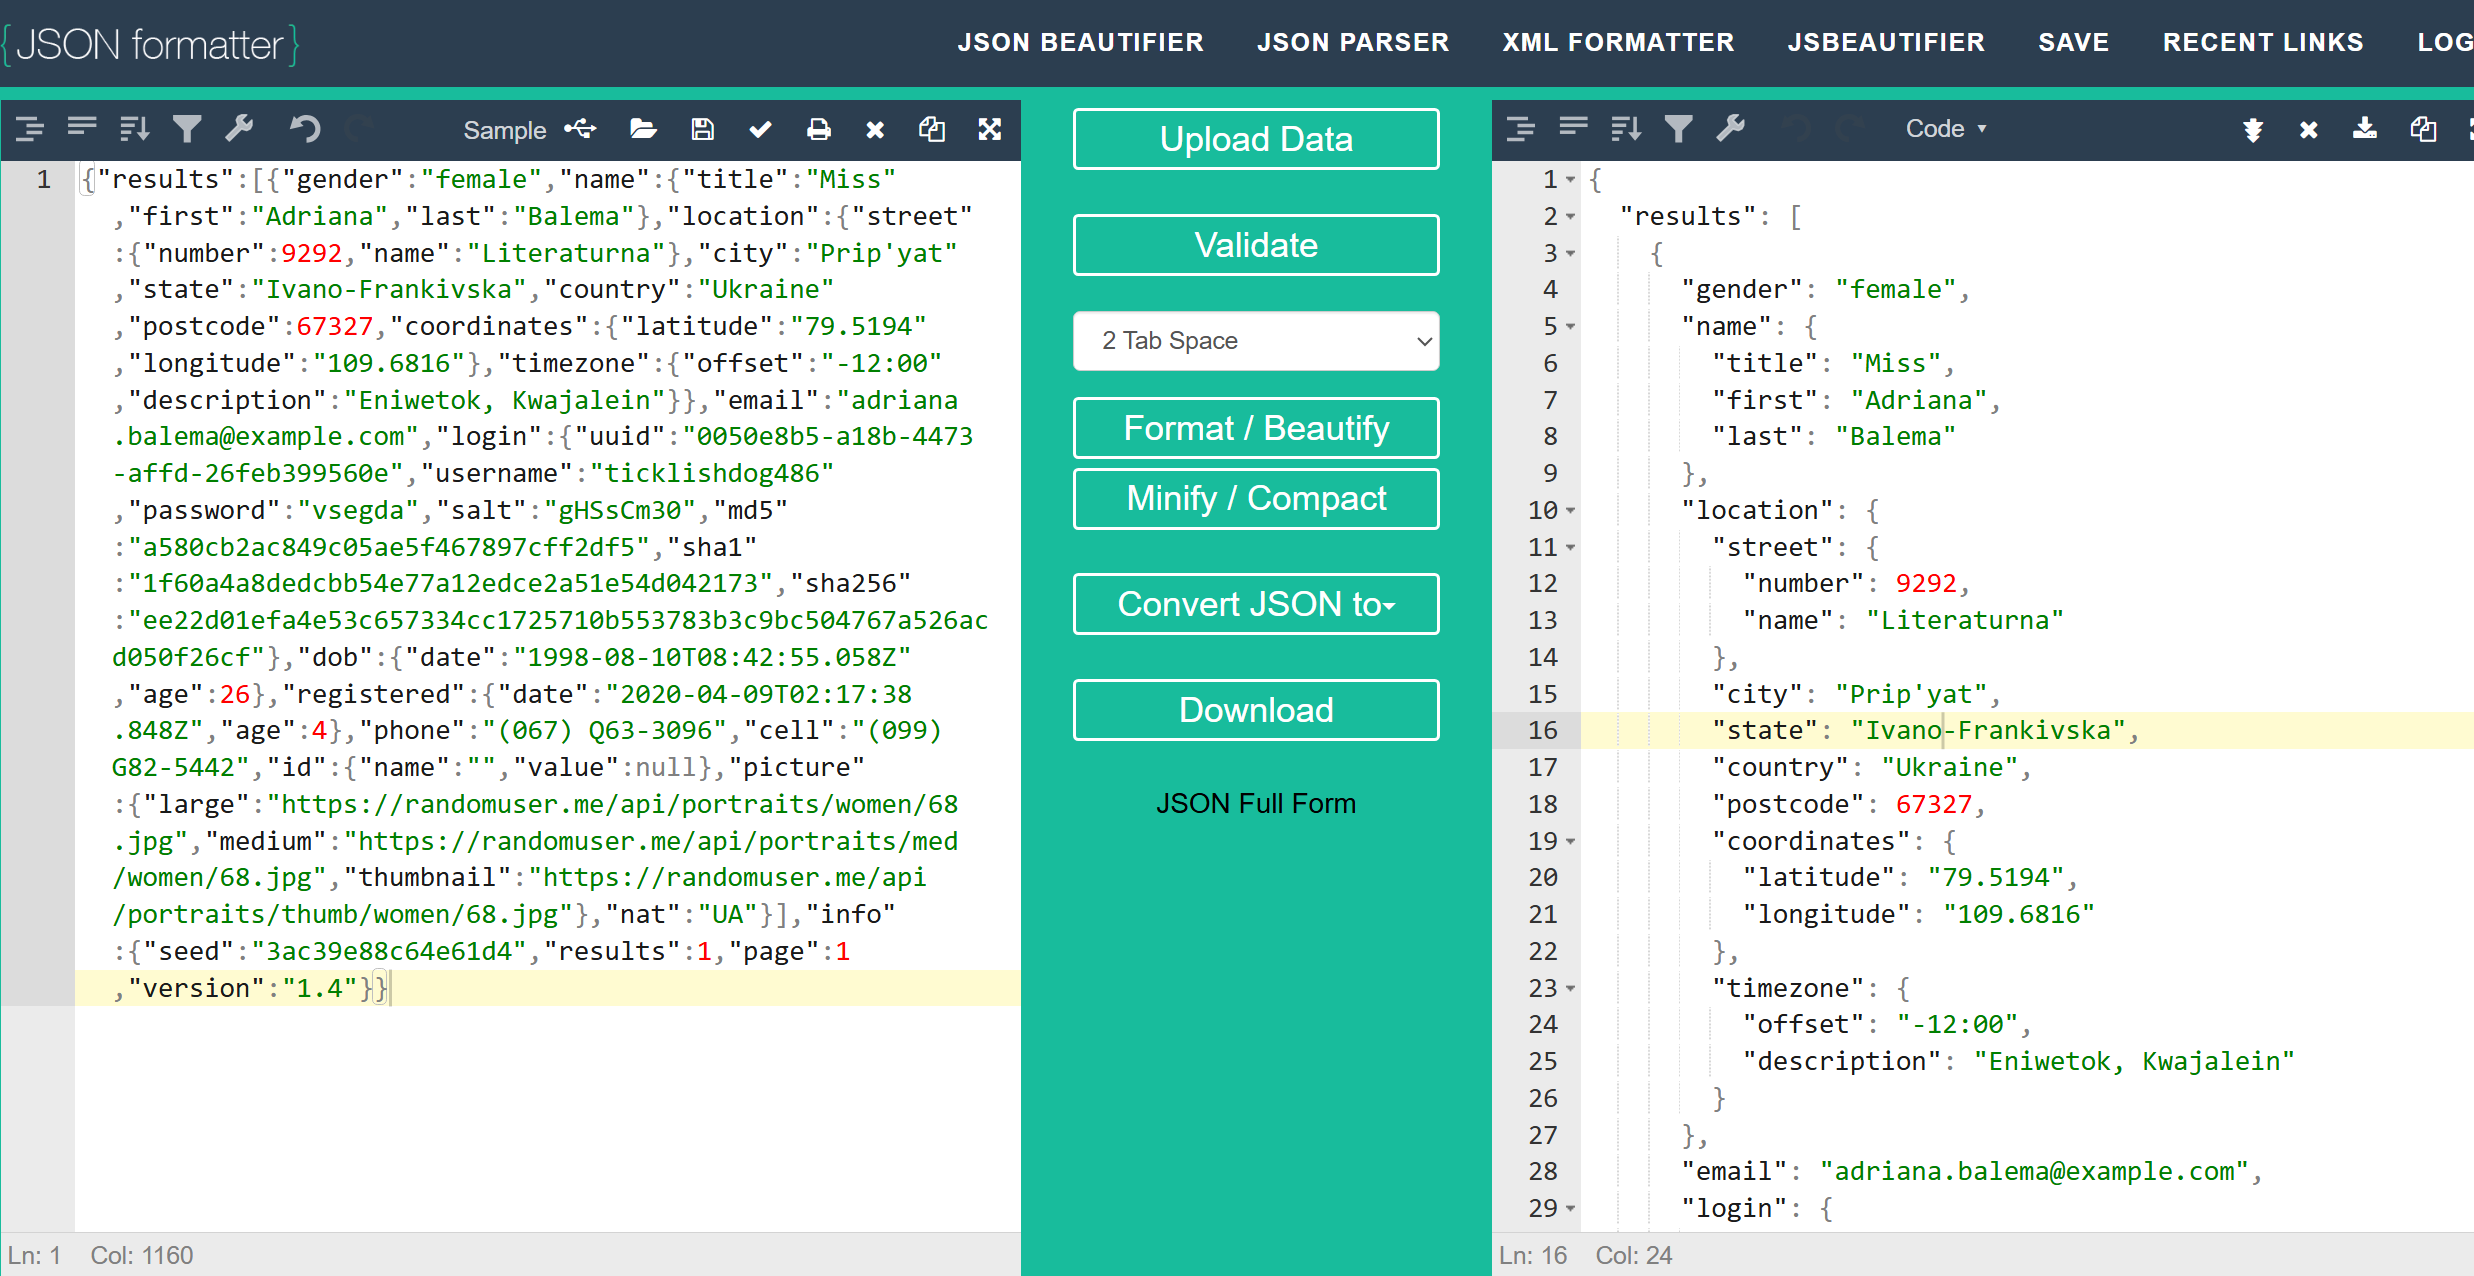 {JSON formatter}
JSON BEAUTIFIER JSON PARSER XML FORMATTER JSBEAUTIFIER SAVE RECENT LINKS LOG
Sample
1 {"results":[{"gender":"female","name":{"title":"Miss"
,"first":"Adriana","last":"Balema"},"location":{"street"
:{"number":9292,"name":"Literaturna"},"city":"Prip'yat"
,"state":"Ivano-Frankivska","country":"Ukraine"
,"postcode":67327,"coordinates":{"latitude":"79.5194"
,"longitude":"109.6816"},"timezone":{"offset":"-12:00"
,"description":"Eniwetok, Kwajalein"}},"email":"adriana
.balema@example.com","login":{"uuid":"0050e8b5-a18b-4473
-affd-26feb399560e","username":"ticklishdog486"
,"password":"vsegda","salt":"gHSsCm30","md5"
:"a580cb2ac849c05ae5f467897cff2df5","sha1"
:"1f60a4a8dedcbb54e77a12edce2a51e54d042173","sha256"
:"ee22d01efa4e53c657334cc1725710b553783b3c9bc504767a526ac
d050f26cf"},"dob":{"date":"1998-08-10T08:42:55.058Z"
,"age":26},"registered":{"date":"2020-04-09T02:17:38
.848Z","age":4},"phone":"(067) Q63-3096","cell":"(099)
G82-5442","id":{"name":"","value":null},"picture"
:{"large":"https://randomuser.me/api/portraits/women/68
.jpg","medium":"https://randomuser.me/api/portraits/med
/women/68.jpg","thumbnail":"https://randomuser.me/api
/portraits/thumb/women/68.jpg"},"nat":"UA"}],"info"
:{"seed":"3ac39e88c64e61d4","results":1,"page":1
,"version":"1.4"}}
Ln: 1 Col: 1160
Upload Data
Validate
2 Tab Space
Format / Beautify
Minify / Compact
Convert JSON to
Download
JSON Full Form
Code
1 {
2 "results": [
3 {
4 "gender": "female",
5 "name": {
6 "title": "Miss",
7 "first": "Adriana",
8 "last": "Balema"
9 },
10 "location": {
11 "street": {
12 "number": 9292,
13 "name": "Literaturna"
14 },
15 "city": "Prip'yat",
16 "state": "Ivano-Frankivska",
17 "country": "Ukraine",
18 "postcode": 67327,
19 "coordinates": {
20 "latitude": "79.5194",
21 "longitude": "109.6816"
22 },
23 "timezone": {
24 "offset": "-12:00",
25 "description": "Eniwetok, Kwajalein"
26 }
27 },
28 "email": "adriana.balema@example.com",
29 "login": {
Ln: 16 Col: 24